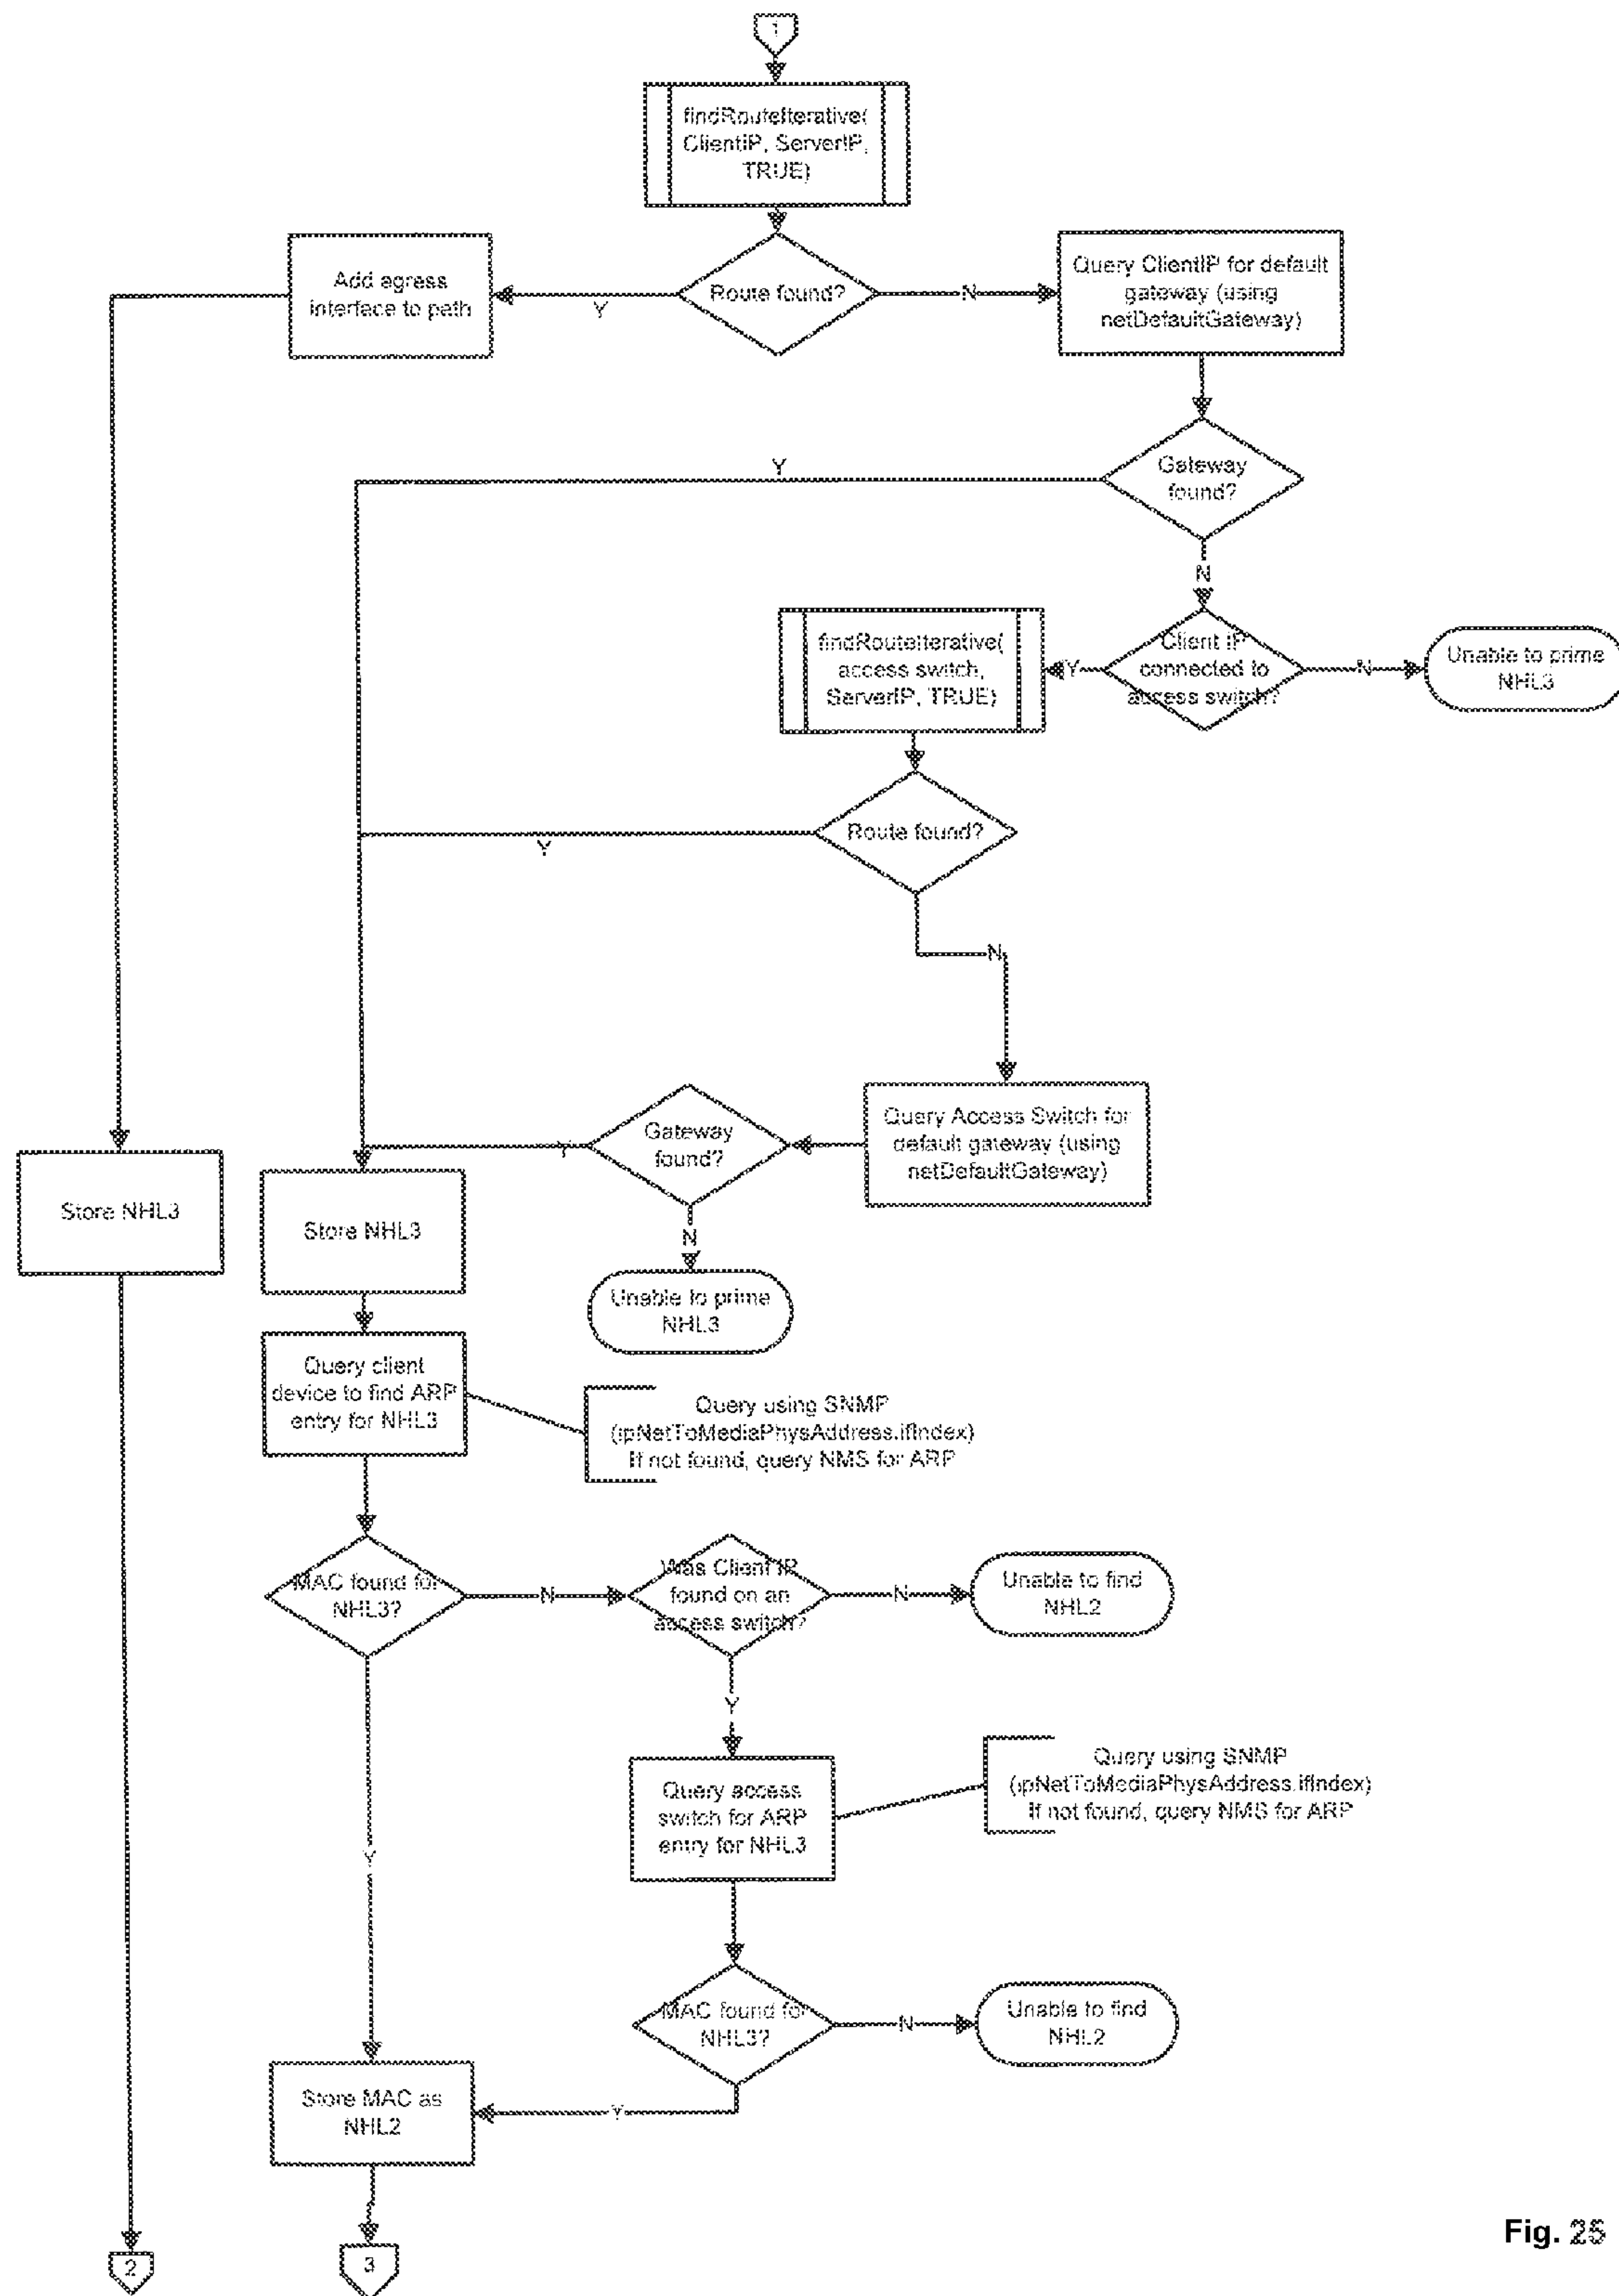 1
findRouteIterative(
ClientIP, ServerIP,
TRUE)
Add egress
interface to path
Y
Route found?
N
Query ClientIP for default
gateway (using
netDefaultGateway)
Y
Gateway
found?
N
findRouteIterative(
access switch,
ServerIP, TRUE)
Y
Client IP
connected to
access switch?
N
Unable to prime
NHL3
Route found?
Y
N
Query Access Switch for
default gateway (using
netDefaultGateway)
Gateway
found?
Y
N
Unable to prime
NHL3
Store NHL3
Store NHL3
Query client
device to find ARP
entry for NHL3
Query using SNMP
(ipNetToMediaPhysAddress.ifIndex)
If not found, query NMS for ARP
MAC found for
NHL3?
N
Was Client IP
found on an
access switch?
N
Unable to find
NHL2
Y
Y
Query access
switch for ARP
entry for NHL3
Query using SNMP
(ipNetToMediaPhysAddress.ifIndex)
If not found, query NMS for ARP
MAC found for
NHL3?
N
Unable to find
NHL2
Y
Store MAC as
NHL2
2
3
Fig. 25